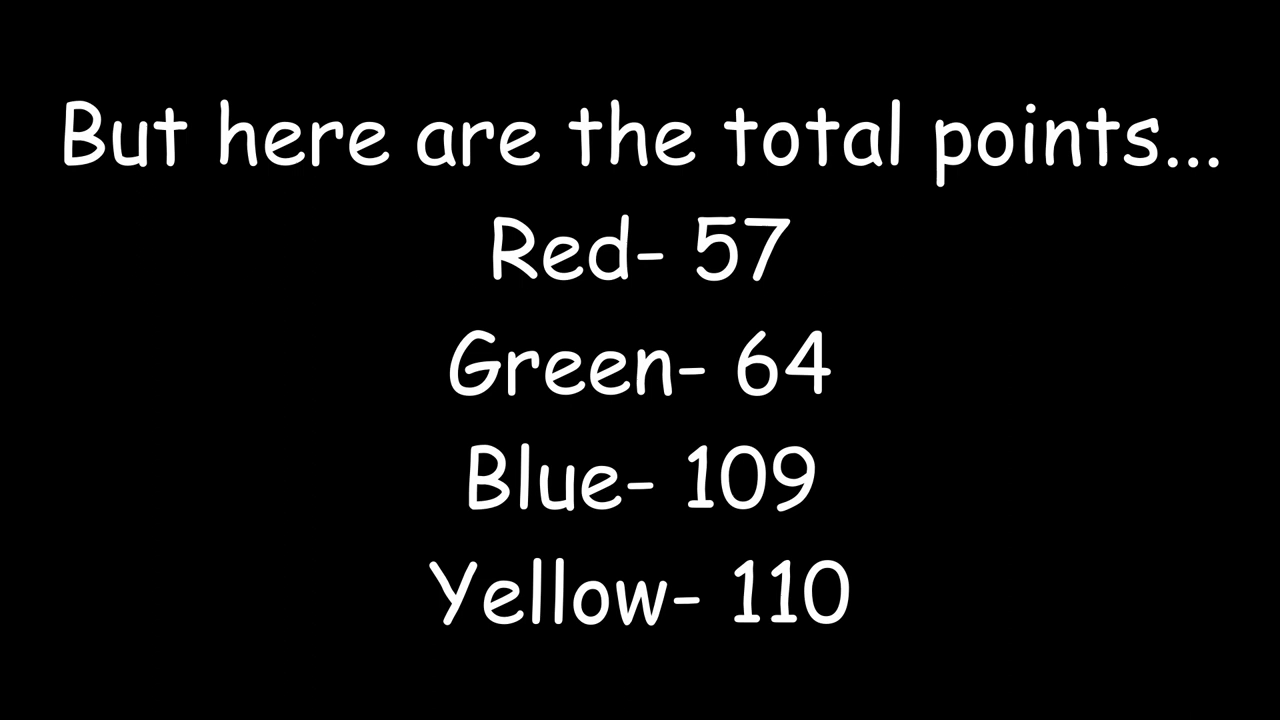 But here are the total points...
Red- 57
Green- 64
Blue- 109
Yellow- 110